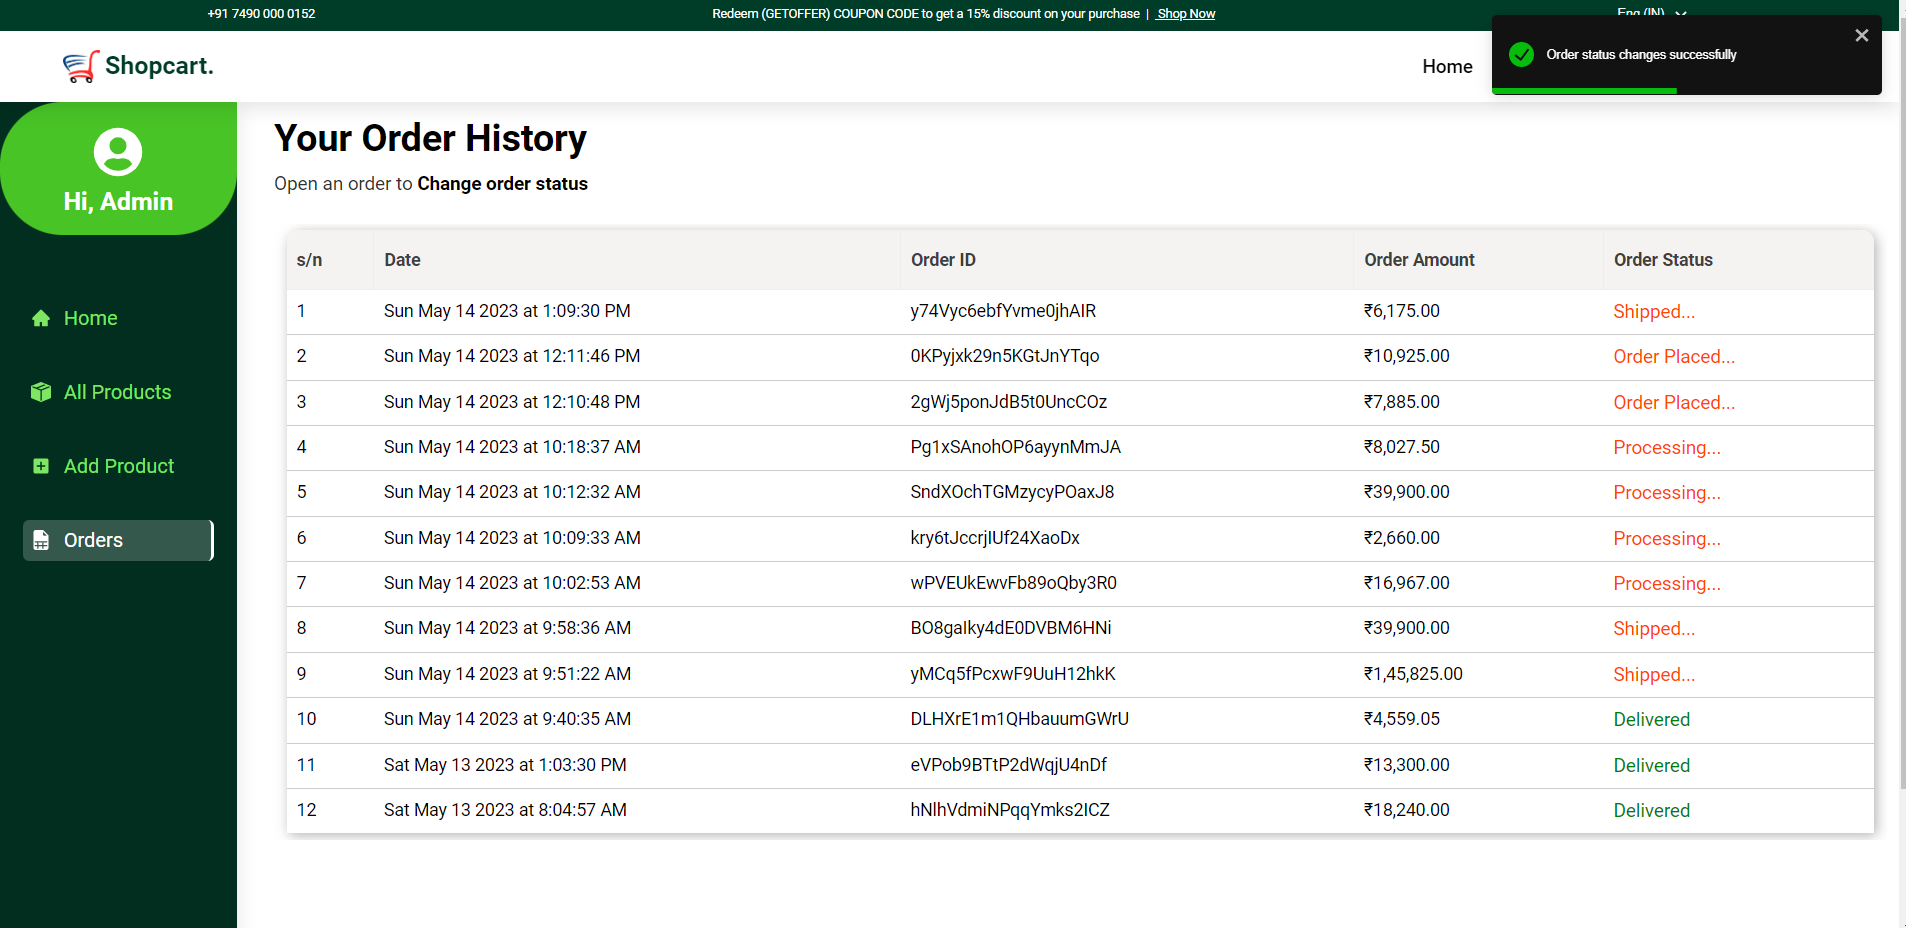 +91 7490 000 0152
Redeem (GETOFFER) COUPON CODE to get a 15% discount on your purchase | Shop Now
Eng (IN)
Shopcart.
Home
Order status changes successfully
Hi, Admin
Home
All Products
Add Product
Orders
Your Order History
Open an order to Change order status
s/n Date Order ID Order Amount Order Status
1 Sun May 14 2023 at 1:09:30 PM y74Vyc6ebfYvme0jhAIR ₹6,175.00 Shipped...
2 Sun May 14 2023 at 12:11:46 PM 0KPyjxk29n5KGtJnYTqo ₹10,925.00 Order Placed...
3 Sun May 14 2023 at 12:10:48 PM 2gWj5ponJdB5t0UncCOz ₹7,885.00 Order Placed...
4 Sun May 14 2023 at 10:18:37 AM Pg1xSAnohOP6ayynMmJA ₹8,027.50 Processing...
5 Sun May 14 2023 at 10:12:32 AM SndXOchTGMzycyPOaxJ8 ₹39,900.00 Processing...
6 Sun May 14 2023 at 10:09:33 AM kry6tJccrjIUf24XaoDx ₹2,660.00 Processing...
7 Sun May 14 2023 at 10:02:53 AM wPVEUkEwvFb89oQby3R0 ₹16,967.00 Processing...
8 Sun May 14 2023 at 9:58:36 AM BO8gaIky4dE0DVBM6HNi ₹39,900.00 Shipped...
9 Sun May 14 2023 at 9:51:22 AM yMCq5fPcxwF9UuH12hkK ₹1,45,825.00 Shipped...
10 Sun May 14 2023 at 9:40:35 AM DLHXrE1m1QHbauumGWrU ₹4,559.05 Delivered
11 Sat May 13 2023 at 1:03:30 PM eVPob9BTtP2dWqjU4nDf ₹13,300.00 Delivered
12 Sat May 13 2023 at 8:04:57 AM hNlhVdmiNPqqYmks2ICZ ₹18,240.00 Delivered